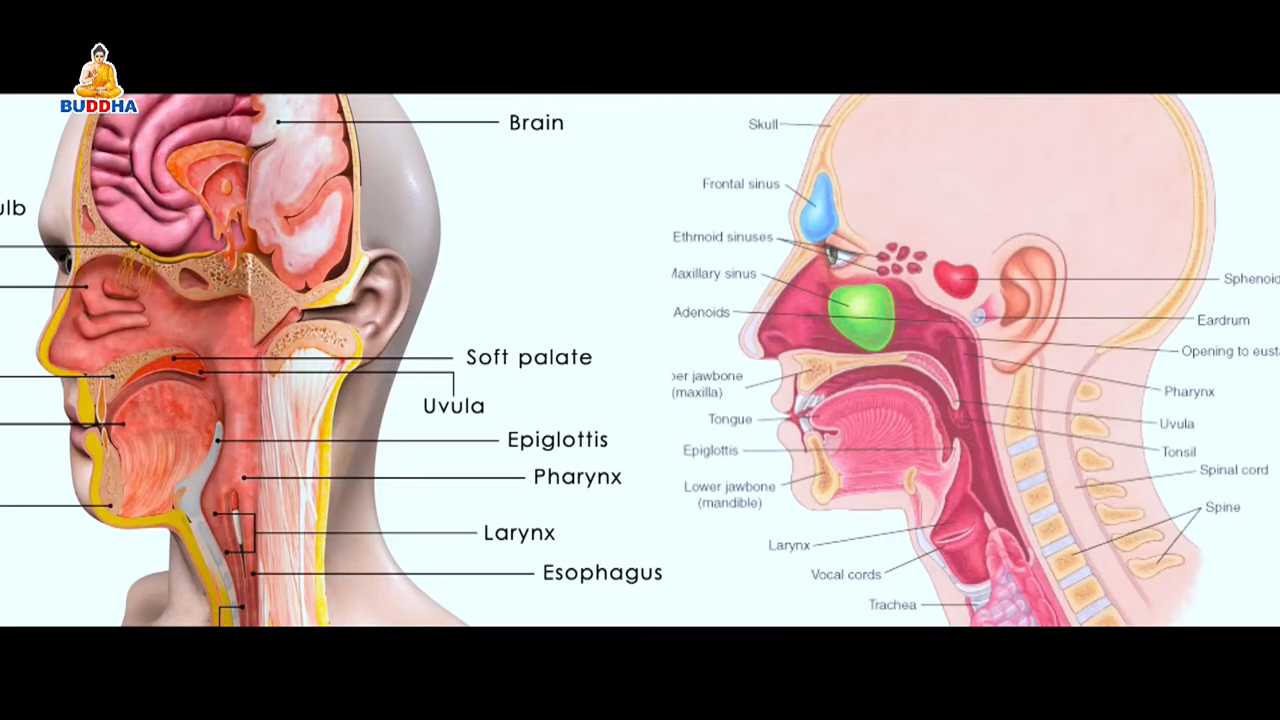 BUDDHA
Brain
ulb
Soft palate
Uvula
Epiglottis
Pharynx
Larynx
Esophagus
Skull
Frontal sinus
Ethmoid sinuses
Maxillary sinus
Adenoids
per jawbone
(maxilla)
Tongue
Epiglottis
Lower jawbone
(mandible)
Larynx
Vocal cords
Trachea
Sphenoid
Eardrum
Opening to eust
Pharynx
Uvula
Tonsil
Spinal cord
Spine